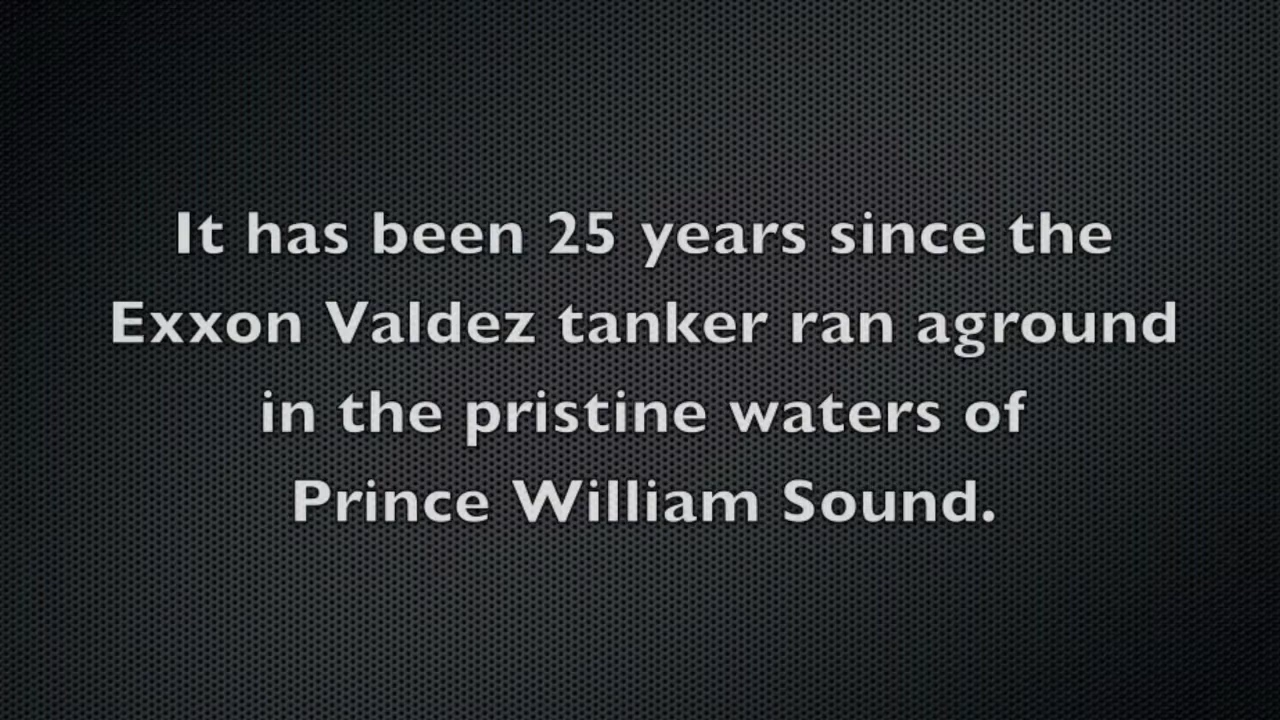 It has been 25 years since the
Exxon Valdez tanker ran aground
in the pristine waters of
Prince William Sound.